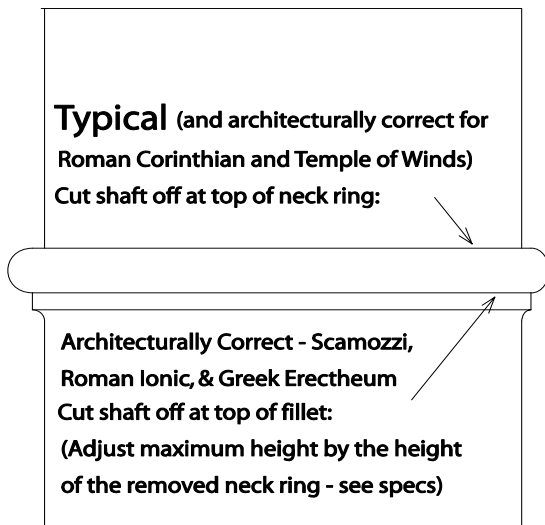 Typical (and architecturally correct for
Roman Corinthian and Temple of Winds)
Cut shaft off at top of neck ring:
Architecturally Correct - Scamozzi,
Roman Ionic, & Greek Erectheum
Cut shaft off at top of fillet:
(Adjust maximum height by the height
of the removed neck ring - see specs)